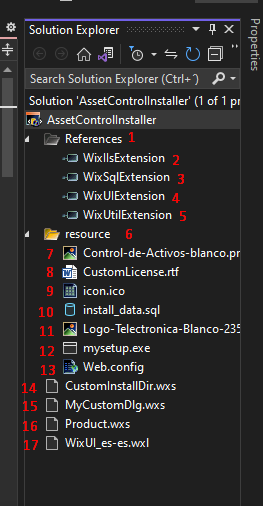 Solution Explorer
Search Solution Explorer (Ctrl+´)
Solution 'AssetControlInstaller' (1 of 1 pr
AssetControlInstaller
References 1
WixIIsExtension 2
WixSqlExtension 3
WixUIExtension 4
WixUtilExtension 5
resource 6
7 Control-de-Activos-blanco.pr
8 CustomLicense.rtf
9 icon.ico
10 install_data.sql
11 Logo-Telectronica-Blanco-235
12 mysetup.exe
13 Web.config
14 CustomInstallDir.wxs
15 MyCustomDlg.wxs
16 Product.wxs
17 WixUI_es-es.wxl
Properties